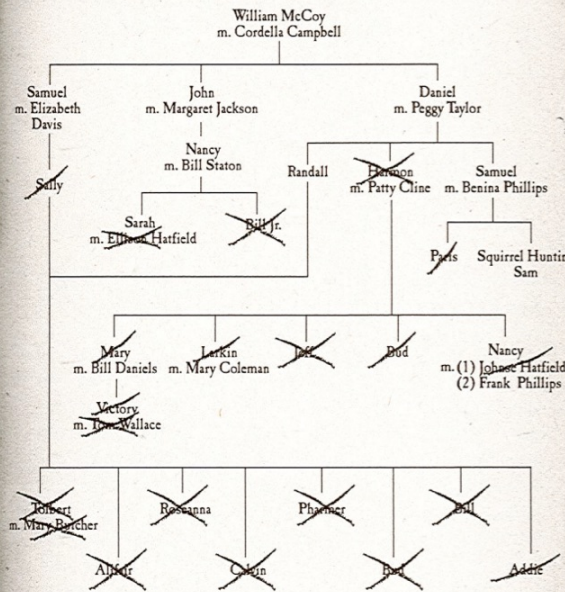 William McCoy
m. Cordella Campbell
Samuel
m. Elizabeth
Davis
John
m. Margaret Jackson
Daniel
m. Peggy Taylor
Sally
Nancy
m. Bill Staton
Randall
Harmon
m. Patty Cline
Samuel
m. Benina Phillips
Sarah
m. Ellison Hatfield
Bill Jr.
Paris
Squirrel Huntin
Sam
Mary
m. Bill Daniels
Larkin
m. Mary Coleman
Jeff
Bud
Nancy
m. (1) Johnse Hatfield
(2) Frank Phillips
Victory
m. Tom Wallace
Tolbert
m. Mary Butcher
Roseanna
Pharmer
Bill
Alifair
Calvin
Bud
Addie